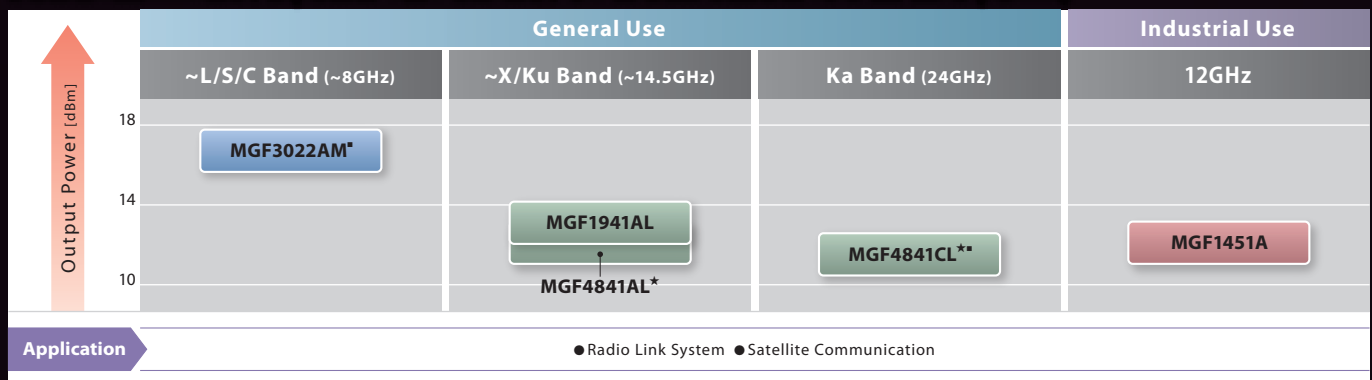 General Use
Industrial Use
~L/S/C Band (~8GHz)
~X/Ku Band (~14.5GHz)
Ka Band (24GHz)
12GHz
Output Power [dBm]
18
14
10
MGF3022AM■
MGF1941AL
MGF4841AL★
MGF4841CL★■
MGF1451A
Application
●Radio Link System ●Satellite Communication